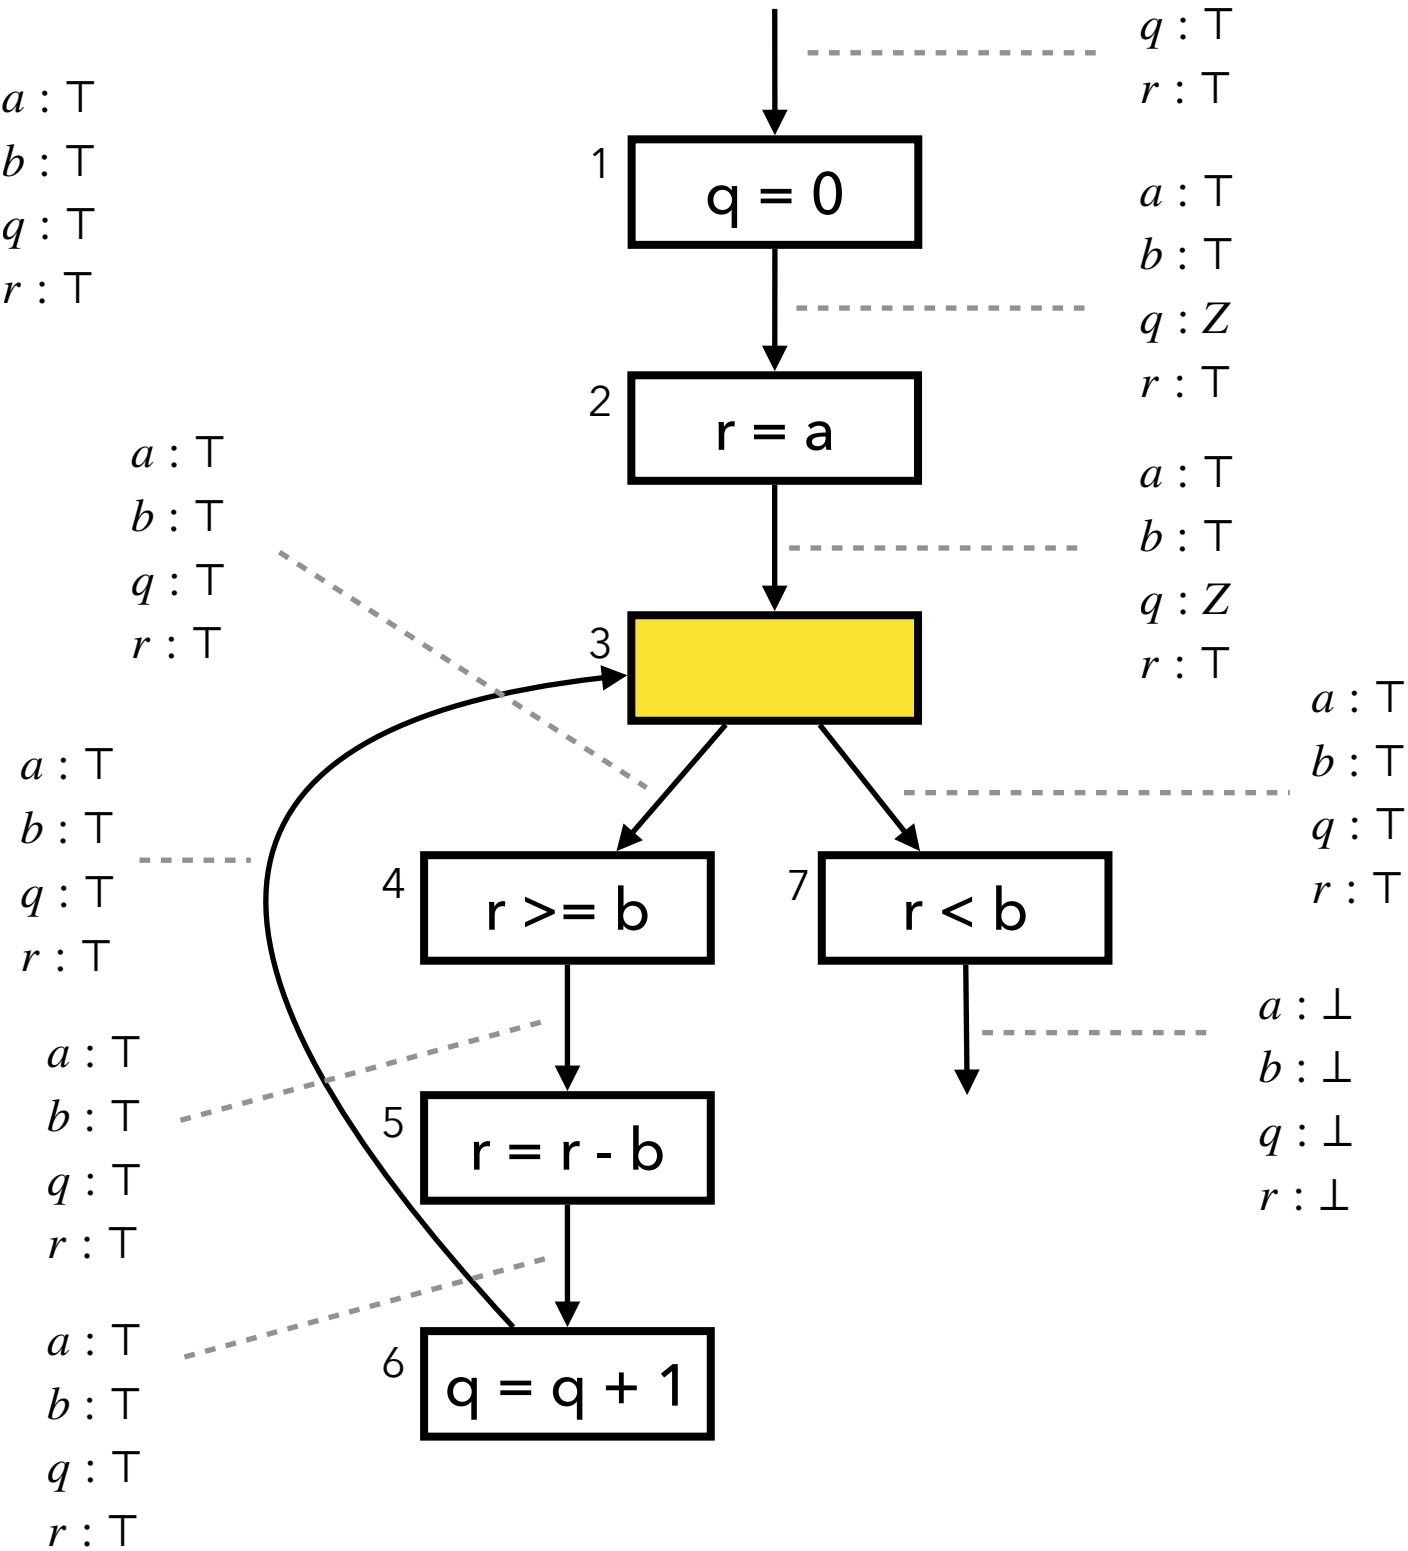 q : ⊤
r : ⊤
a : ⊤
b : ⊤
q : ⊤
r : ⊤
1
q = 0
a : ⊤
b : ⊤
q : Z
r : ⊤
2
r = a
a : ⊤
b : ⊤
q : ⊤
r : ⊤
a : ⊤
b : ⊤
q : Z
r : ⊤
3
a : ⊤
b : ⊤
q : ⊤
r : ⊤
a : ⊤
b : ⊤
q : ⊤
r : ⊤
4
r >= b
7
r < b
a : ⊥
b : ⊥
q : ⊥
r : ⊥
a : ⊤
b : ⊤
q : ⊤
r : ⊤
5
r = r - b
a : ⊤
b : ⊤
q : ⊤
r : ⊤
6
q = q + 1